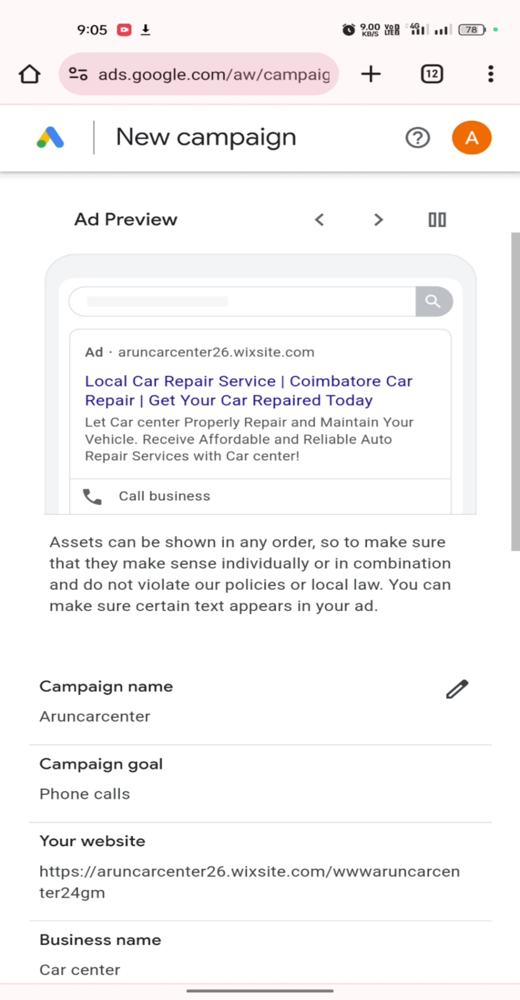 9:05
9.00 KB/S
VoD LTE2
4G
78
ads.google.com/aw/campaig
12
New campaign
A
Ad Preview
Ad · aruncarcenter26.wixsite.com
Local Car Repair Service | Coimbatore Car
Repair | Get Your Car Repaired Today
Let Car center Properly Repair and Maintain Your
Vehicle. Receive Affordable and Reliable Auto
Repair Services with Car center!
Call business
Assets can be shown in any order, so to make sure
that they make sense individually or in combination
and do not violate our policies or local law. You can
make sure certain text appears in your ad.
Campaign name
Aruncarcenter
Campaign goal
Phone calls
Your website
https://aruncarcenter26.wixsite.com/wwwaruncarcen
ter24gm
Business name
Car center